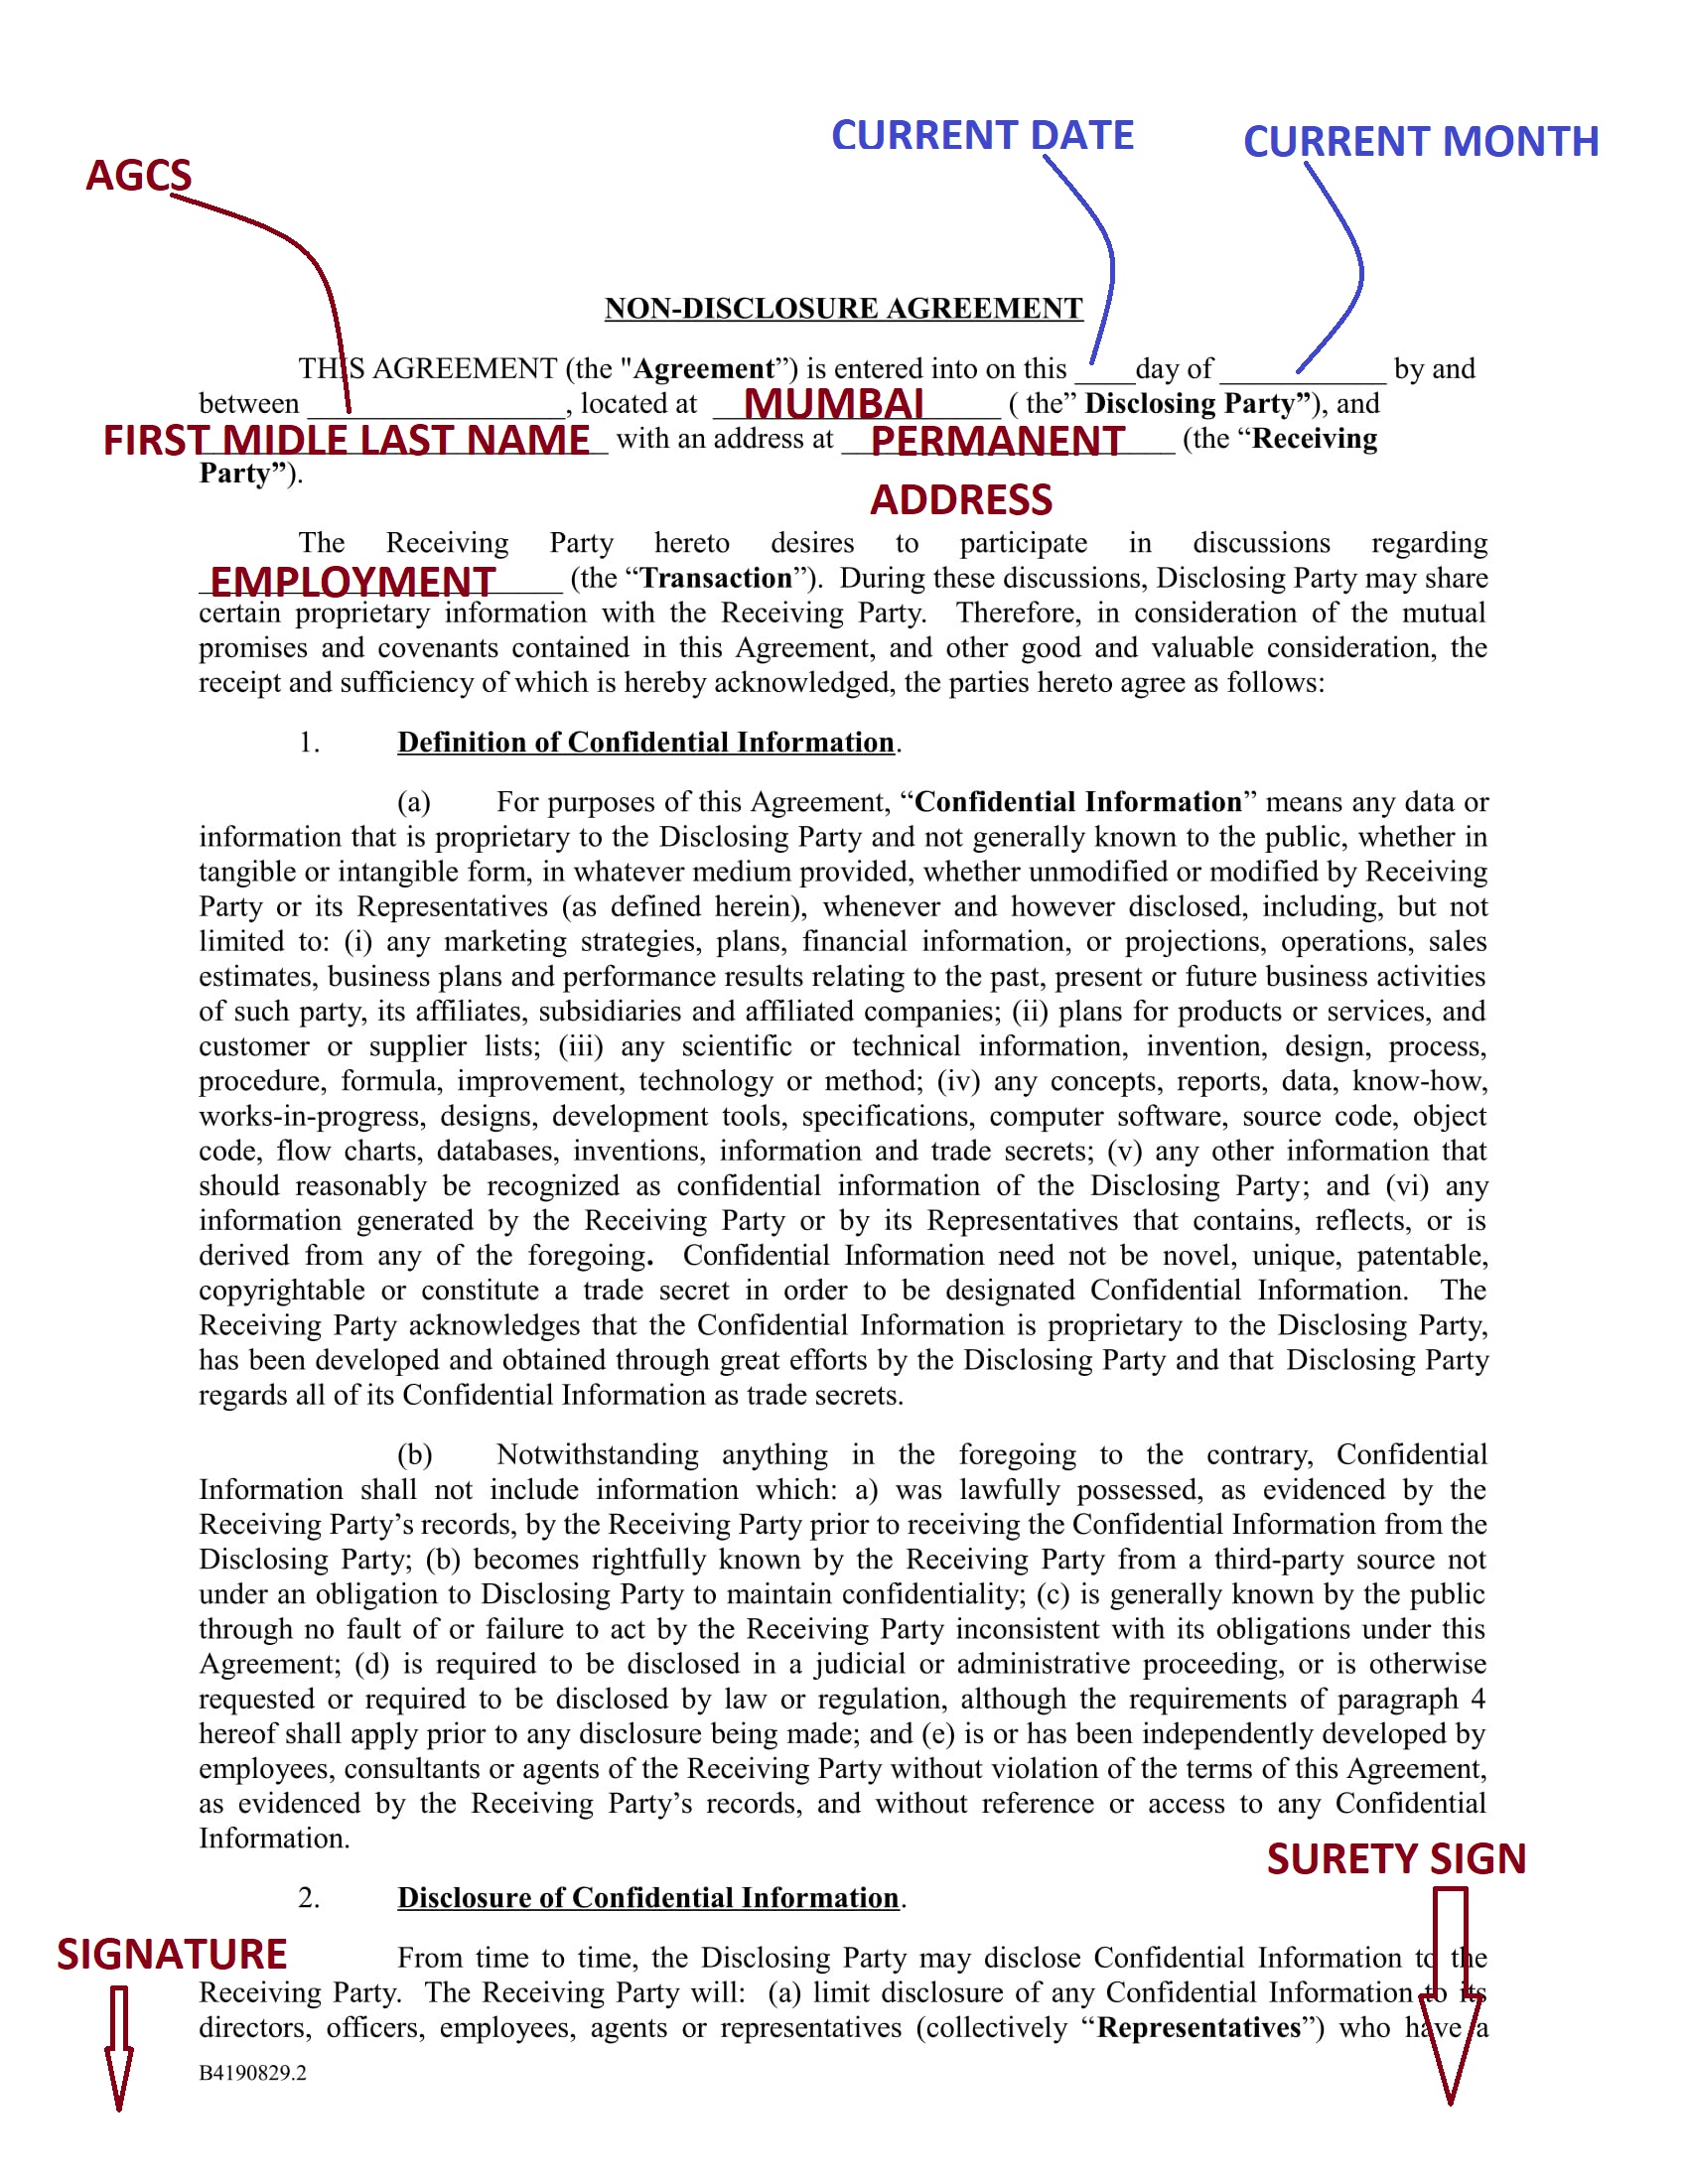 CURRENT DATE
CURRENT MONTH
AGCS
NON-DISCLOSURE AGREEMENT
THIS AGREEMENT (the "Agreement”) is entered into on this ____day of ___________ by and
between _________________, located at ___MUMBAI_____ ( the” Disclosing Party”), and
FIRST MIDLE LAST NAME with an address at __PERMANENT___ (the “Receiving
Party”).
ADDRESS
The Receiving Party hereto desires to participate in discussions regarding
EMPLOYMENT____ (the “Transaction”). During these discussions, Disclosing Party may share
certain proprietary information with the Receiving Party. Therefore, in consideration of the mutual
promises and covenants contained in this Agreement, and other good and valuable consideration, the
receipt and sufficiency of which is hereby acknowledged, the parties hereto agree as follows:
1. Definition of Confidential Information.
(a) For purposes of this Agreement, “Confidential Information” means any data or
information that is proprietary to the Disclosing Party and not generally known to the public, whether in
tangible or intangible form, in whatever medium provided, whether unmodified or modified by Receiving
Party or its Representatives (as defined herein), whenever and however disclosed, including, but not
limited to: (i) any marketing strategies, plans, financial information, or projections, operations, sales
estimates, business plans and performance results relating to the past, present or future business activities
of such party, its affiliates, subsidiaries and affiliated companies; (ii) plans for products or services, and
customer or supplier lists; (iii) any scientific or technical information, invention, design, process,
procedure, formula, improvement, technology or method; (iv) any concepts, reports, data, know-how,
works-in-progress, designs, development tools, specifications, computer software, source code, object
code, flow charts, databases, inventions, information and trade secrets; (v) any other information that
should reasonably be recognized as confidential information of the Disclosing Party; and (vi) any
information generated by the Receiving Party or by its Representatives that contains, reflects, or is
derived from any of the foregoing. Confidential Information need not be novel, unique, patentable,
copyrightable or constitute a trade secret in order to be designated Confidential Information. The
Receiving Party acknowledges that the Confidential Information is proprietary to the Disclosing Party,
has been developed and obtained through great efforts by the Disclosing Party and that Disclosing Party
regards all of its Confidential Information as trade secrets.
(b) Notwithstanding anything in the foregoing to the contrary, Confidential
Information shall not include information which: a) was lawfully possessed, as evidenced by the
Receiving Party’s records, by the Receiving Party prior to receiving the Confidential Information from the
Disclosing Party; (b) becomes rightfully known by the Receiving Party from a third-party source not
under an obligation to Disclosing Party to maintain confidentiality; (c) is generally known by the public
through no fault of or failure to act by the Receiving Party inconsistent with its obligations under this
Agreement; (d) is required to be disclosed in a judicial or administrative proceeding, or is otherwise
requested or required to be disclosed by law or regulation, although the requirements of paragraph 4
hereof shall apply prior to any disclosure being made; and (e) is or has been independently developed by
employees, consultants or agents of the Receiving Party without violation of the terms of this Agreement,
as evidenced by the Receiving Party’s records, and without reference or access to any Confidential
Information.
SURETY SIGN
2. Disclosure of Confidential Information.
SIGNATURE
From time to time, the Disclosing Party may disclose Confidential Information to the
Receiving Party. The Receiving Party will: (a) limit disclosure of any Confidential Information to its
directors, officers, employees, agents or representatives (collectively “Representatives”) who have a
B4190829.2